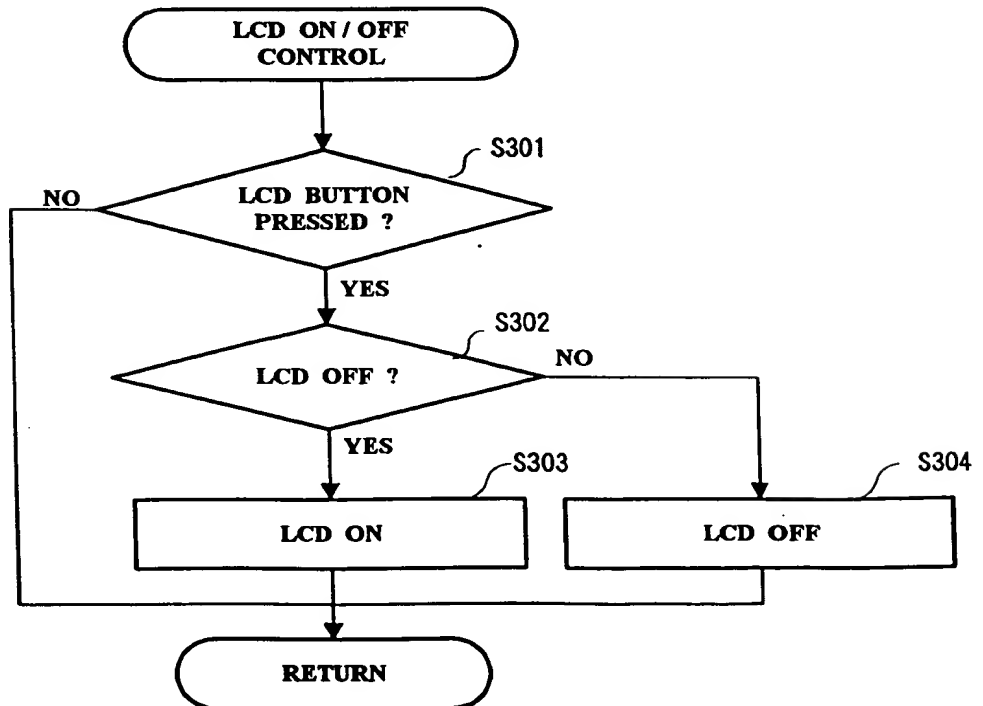 LCD ON / OFF
CONTROL
S301
NO
LCD BUTTON
PRESSED ?
YES
S302
NO
LCD OFF ?
YES
S303
S304
LCD ON
LCD OFF
RETURN